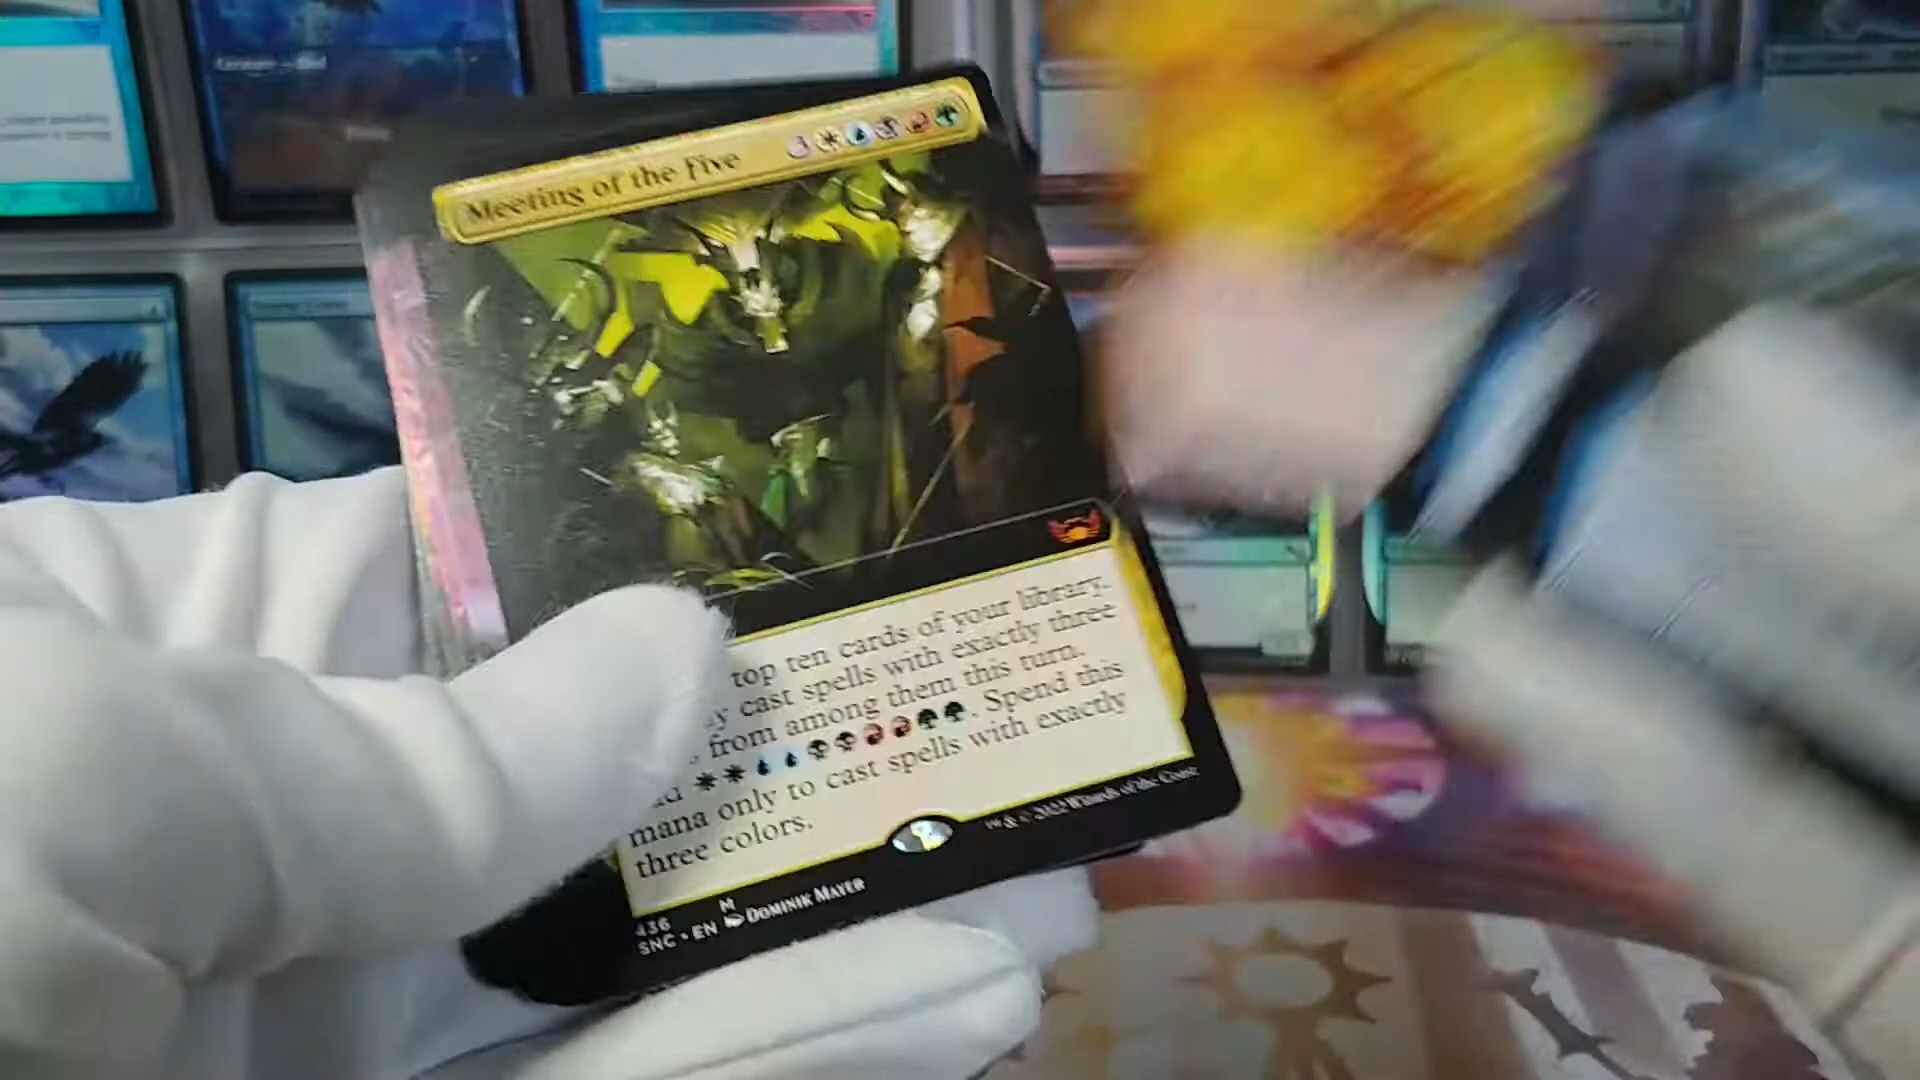 Meeting of the Five
3
top ten cards of your library.
cast spells with exactly three
from among them this turn.
. Spend this
mana only to cast spells with exactly
three colors.
436 M
SNC • EN DOMINIK MAYER
™ & © 2022 Wizards of the Coast